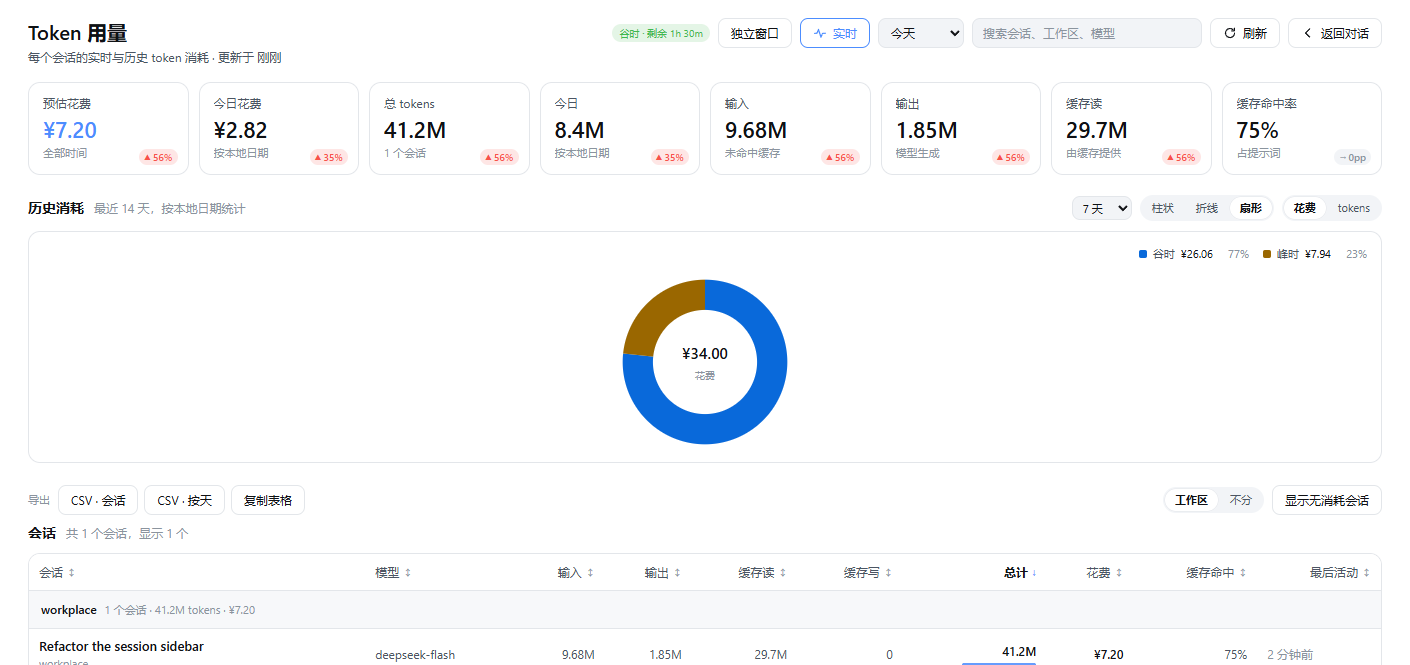 Token 用量
谷时 · 剩余 1h 30m 独立窗口 实时 今天 搜索会话、工作区、模型 刷新 返回对话
每个会话的实时与历史 token 消耗 · 更新于 刚刚
预估花费 今日花费 总 tokens 今日 输入 输出 缓存读 缓存命中率
¥7.20 ¥2.82 41.2M 8.4M 9.68M 1.85M 29.7M 75%
全部时间 ▲ 56% 按本地日期 ▲ 35% 1 个会话 ▲ 56% 按本地日期 ▲ 35% 未命中缓存 ▲ 56% 模型生成 ▲ 56% 由缓存提供 ▲ 56% 占提示词 → 0pp
历史消耗 最近 14 天，按本地日期统计 7 天 柱状 折线 扇形 花费 tokens
谷时 ¥26.06 77% 峰时 ¥7.94 23%
¥34.00
花费
导出 CSV · 会话 CSV · 按天 复制表格 工作区 不分 显示无消耗会话
会话 共 1 个会话，显示 1 个
会话 ↕ 模型 ↕ 输入 ↕ 输出 ↕ 缓存读 ↕ 缓存写 ↕ 总计 ↓ 花费 ↕ 缓存命中 ↕ 最后活动 ↕
workplace 1 个会话 · 41.2M tokens · ¥7.20
Refactor the session sidebar
workplace
deepseek-flash 9.68M 1.85M 29.7M 0 41.2M ¥7.20 75% 2 分钟前